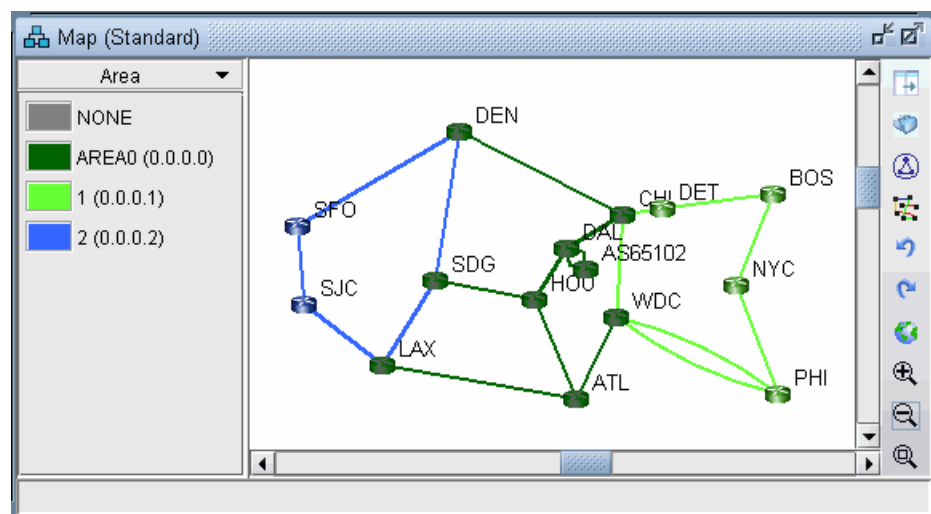 Map (Standard)
Area
NONE
AREA0 (0.0.0.0)
1 (0.0.0.1)
2 (0.0.0.2)
DEN
SFO
CHI
DET
BOS
DAL
AS65102
SDG
HOU
NYC
SJC
WDC
LAX
ATL
PHI